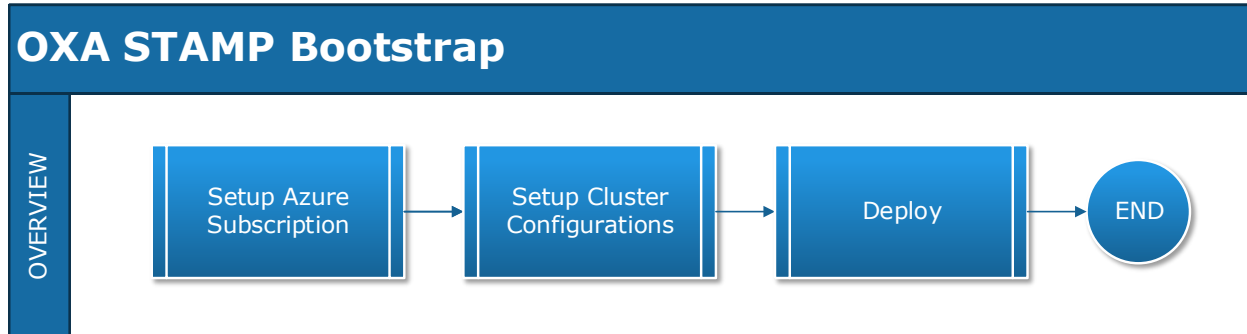 OXA STAMP Bootstrap
OVERVIEW
Setup Azure
Subscription
Setup Cluster
Configurations
Deploy
END